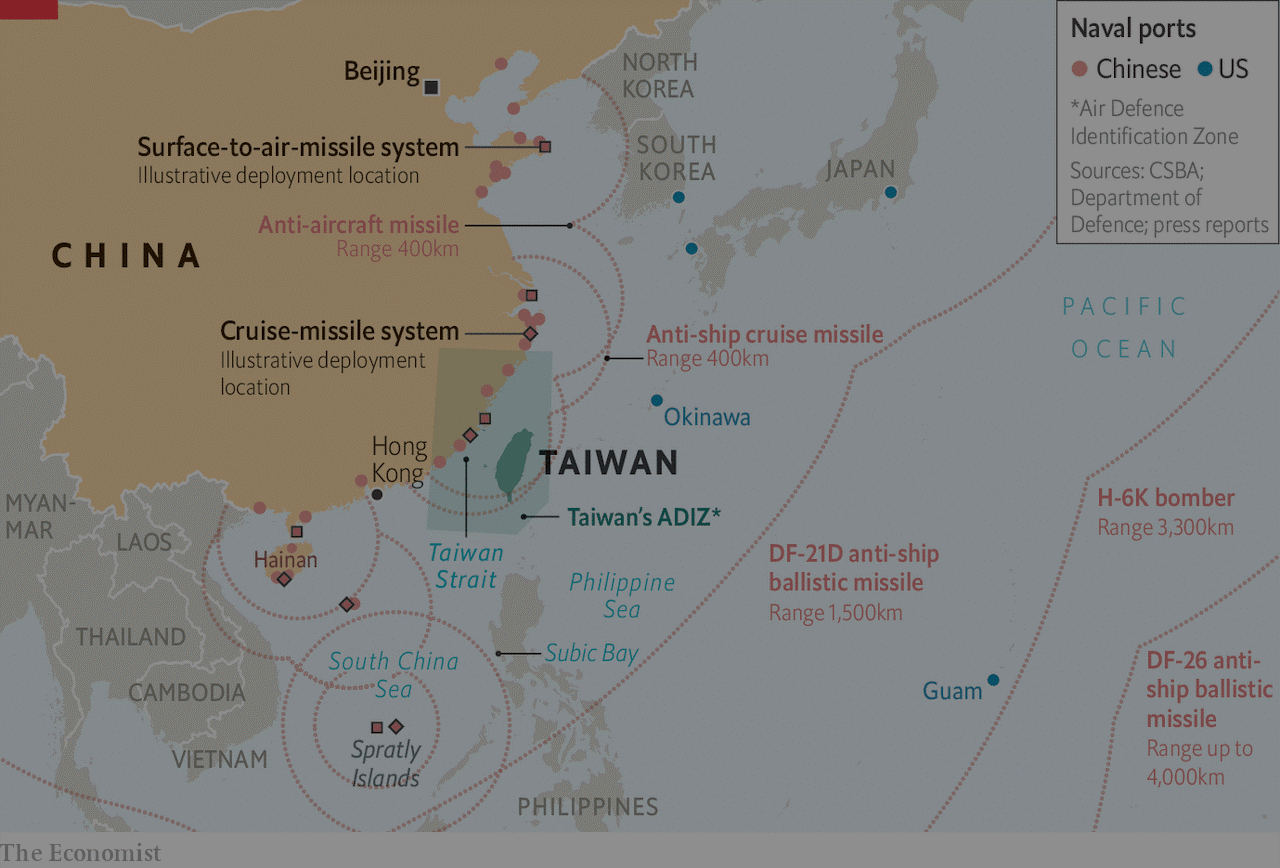 Naval ports
Chinese US
*Air Defence
Identification Zone
Sources: CSBA;
Department of
Defence; press reports
Beijing
NORTH
KOREA
SOUTH
KOREA
JAPAN
Surface-to-air-missile system
Illustrative deployment location
Anti-aircraft missile
Range 400km
CHINA
PACIFIC
OCEAN
Cruise-missile system
Illustrative deployment
location
Anti-ship cruise missile
Range 400km
Okinawa
Hong
Kong
TAIWAN
Taiwan's ADIZ*
MYAN-
MAR
LAOS
Hainan
Taiwan
Strait
Philippine
Sea
DF-21D anti-ship
ballistic missile
Range 1,500km
H-6K bomber
Range 3,300km
THAILAND
South China
Sea
Subic Bay
CAMBODIA
Guam
DF-26 anti-
ship ballistic
missile
Range up to
4,000km
VIETNAM
Spratly
Islands
PHILIPPINES
The Economist